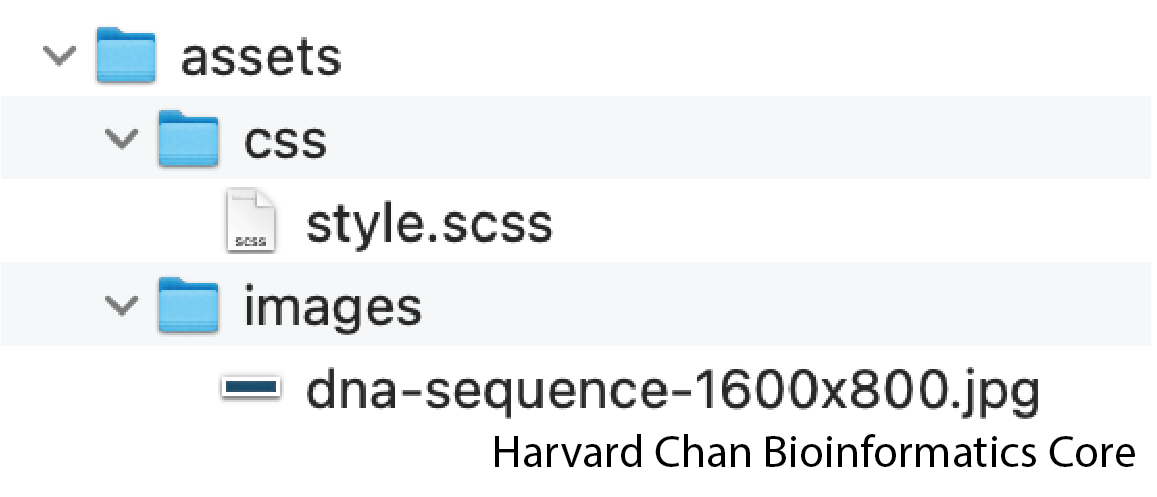 assets
css
scss
style.scss
images
dna-sequence-1600x800.jpg
Harvard Chan Bioinformatics Core